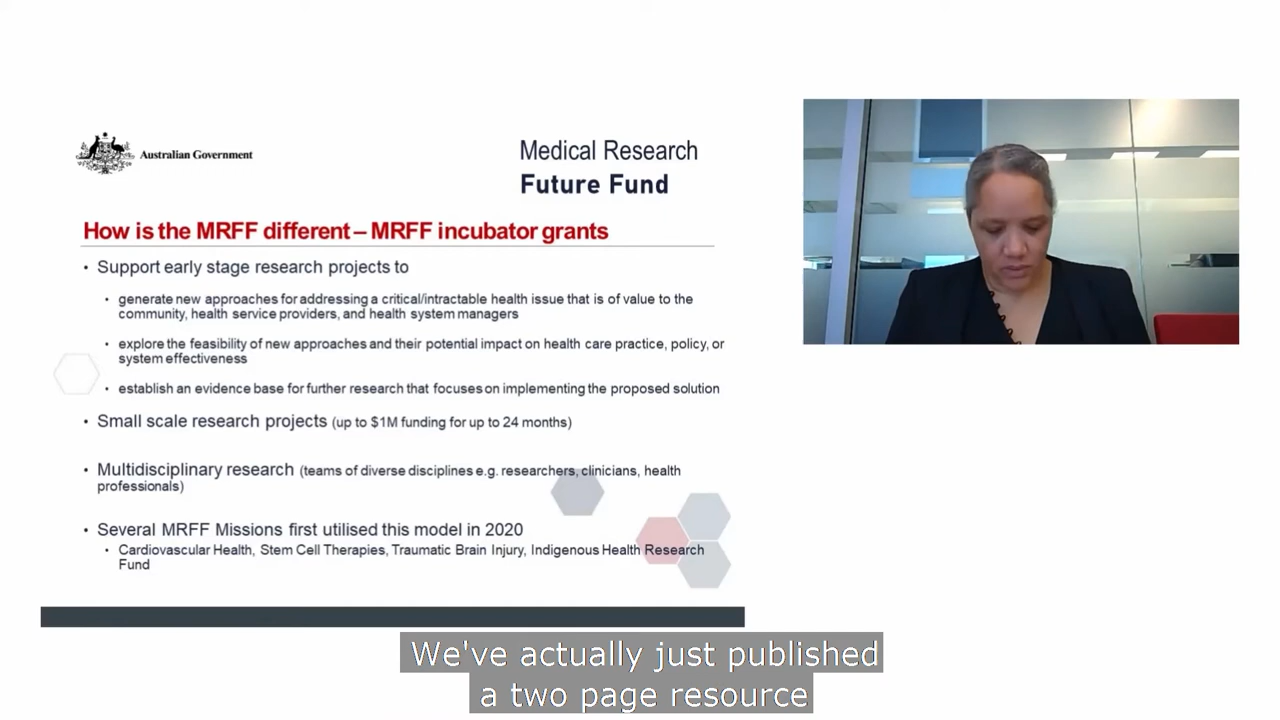 Australian Government
Medical Research
Future Fund
How is the MRFF different – MRFF incubator grants
• Support early stage research projects to
• generate new approaches for addressing a critical/intractable health issue that is of value to the
community, health service providers, and health system managers
• explore the feasibility of new approaches and their potential impact on health care practice, policy, or
system effectiveness
• establish an evidence base for further research that focuses on implementing the proposed solution
• Small scale research projects (up to $1M funding for up to 24 months)
• Multidisciplinary research (teams of diverse disciplines e.g. researchers, clinicians, health
professionals)
• Several MRFF Missions first utilised this model in 2020
• Cardiovascular Health, Stem Cell Therapies, Traumatic Brain Injury, Indigenous Health Research
Fund
We've actually just published
a two page resource